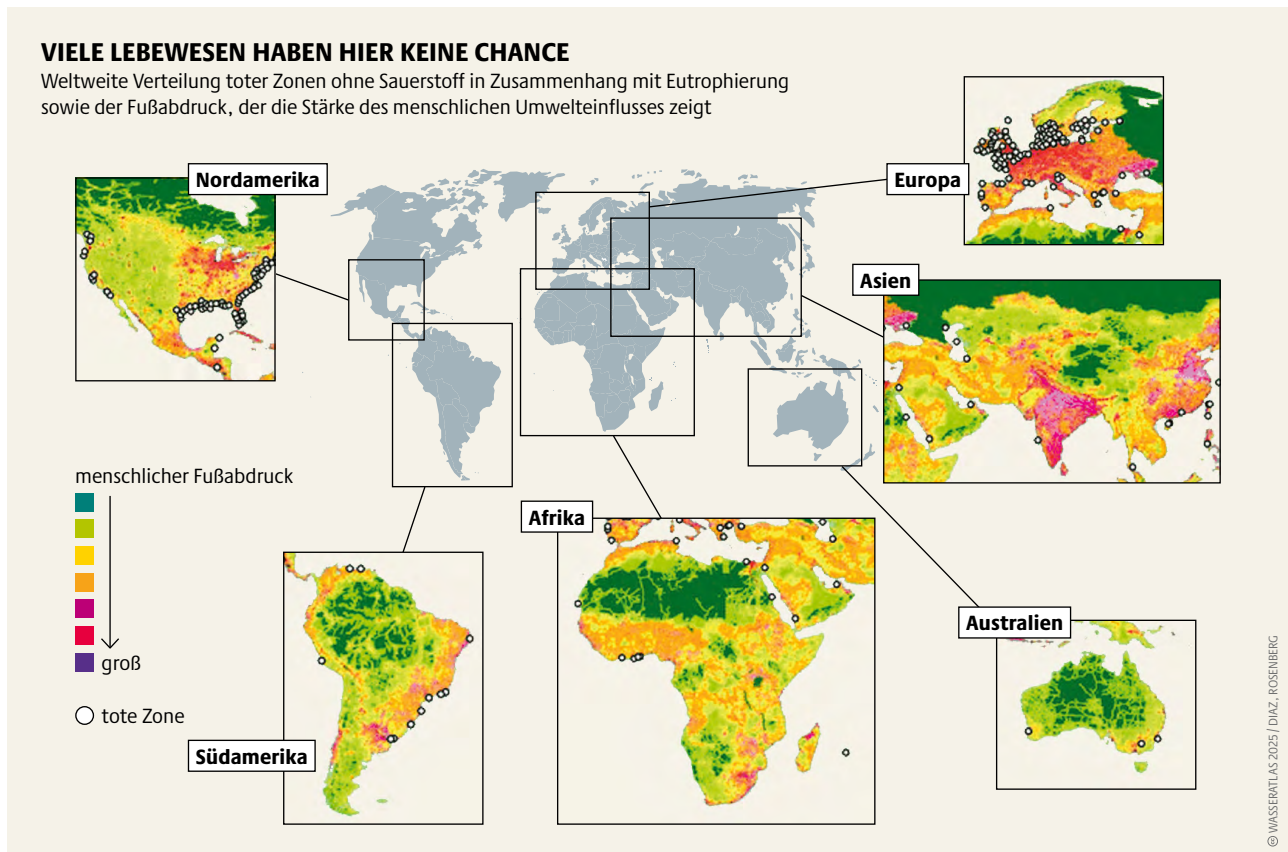 VIELE LEBEWESEN HABEN HIER KEINE CHANCE
Weltweite Verteilung toter Zonen ohne Sauerstoff in Zusammenhang mit Eutrophierung
sowie der Fußabdruck, der die Stärke des menschlichen Umwelteinflusses zeigt
Nordamerika
Europa
Asien
menschlicher Fußabdruck
groß
tote Zone
Afrika
Australien
Südamerika
© WASSERATLAS 2025 / DIAZ, ROSENBERG